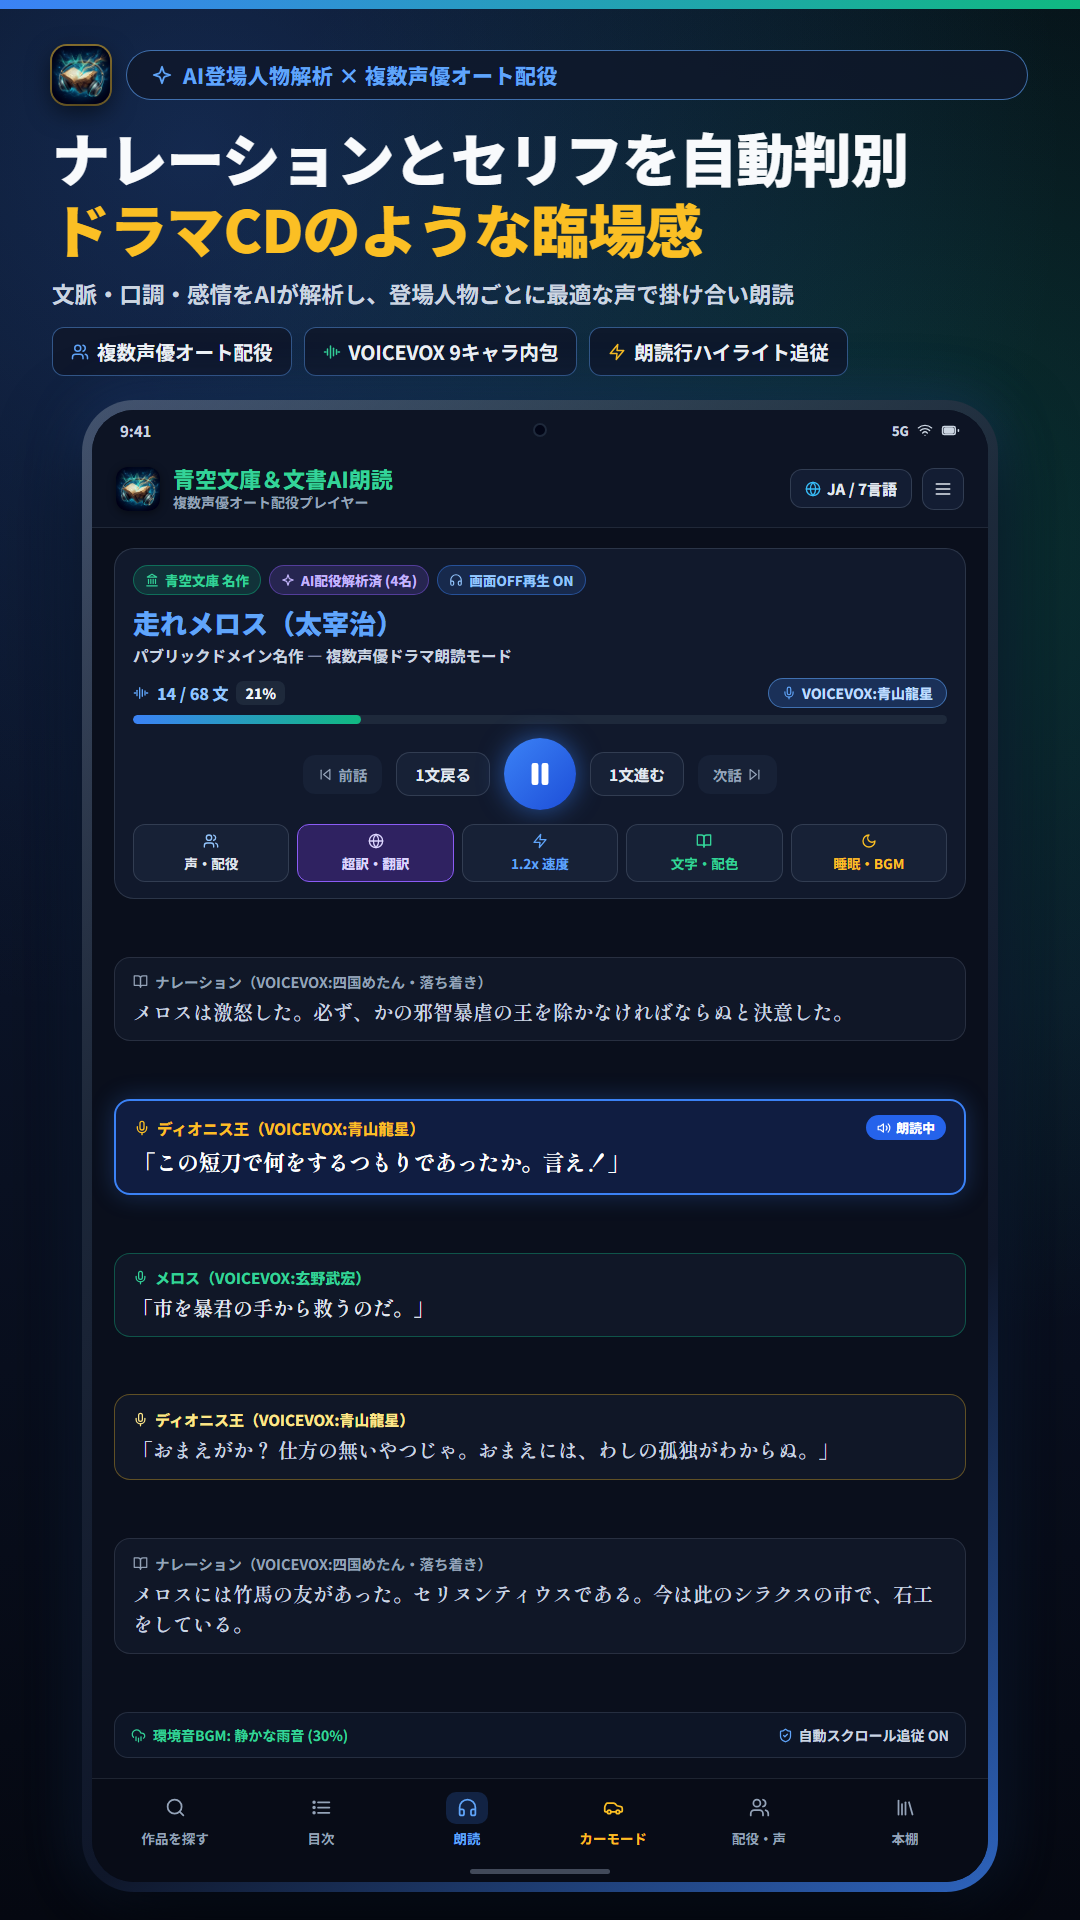 AI登場人物解析 × 複数声優オート配役
ナレーションとセリフを自動判別
ドラマCDのような臨場感
文脈・口調・感情をAIが解析し、登場人物ごとに最適な声で掛け合い朗読
複数声優オート配役
VOICEVOX 9キャラ内包
朗読行ハイライト追従
9:41
5G
青空文庫＆文書AI朗読
複数声優オート配役プレイヤー
JA / 7言語
青空文庫 名作
AI配役解析済 (4名)
画面OFF再生 ON
走れメロス（太宰治）
パブリックドメイン名作 — 複数声優ドラマ朗読モード
14 / 68 文
21%
VOICEVOX:青山龍星
前話
1文戻る
1文進む
次話
声・配役
超訳・翻訳
1.2x 速度
文字・配色
睡眠・BGM
ナレーション（VOICEVOX:四国めたん・落ち着き）
メロスは激怒した。必ず、かの邪智暴虐の王を除かなければならぬと決意した。
ディオニス王（VOICEVOX:青山龍星）
朗読中
「この短刀で何をするつもりであったか。言え！」
メロス（VOICEVOX:玄野武宏）
「市を暴君の手から救うのだ。」
ディオニス王（VOICEVOX:青山龍星）
「おまえがか？ 仕方の無いやつじゃ。おまえには、わしの孤独がわからぬ。」
ナレーション（VOICEVOX:四国めたん・落ち着き）
メロスには竹馬の友があった。セリヌンティウスである。今は此のシラクスの市で、石工
をしている。
環境音BGM: 静かな雨音 (30%)
自動スクロール追従 ON
作品を探す
目次
朗読
カーモード
配役・声
本棚